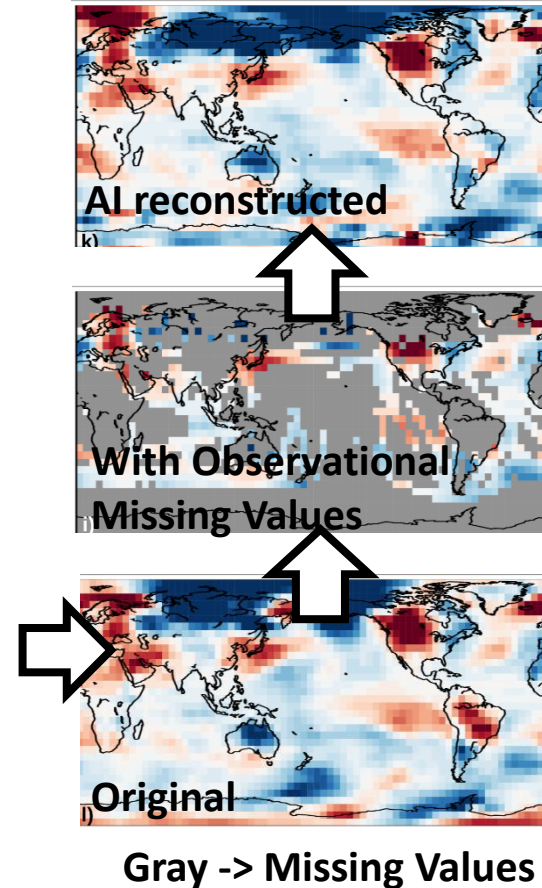 AI reconstructed
k)
With Observational
Missing Values
i)
Original
l)
Gray -> Missing Values